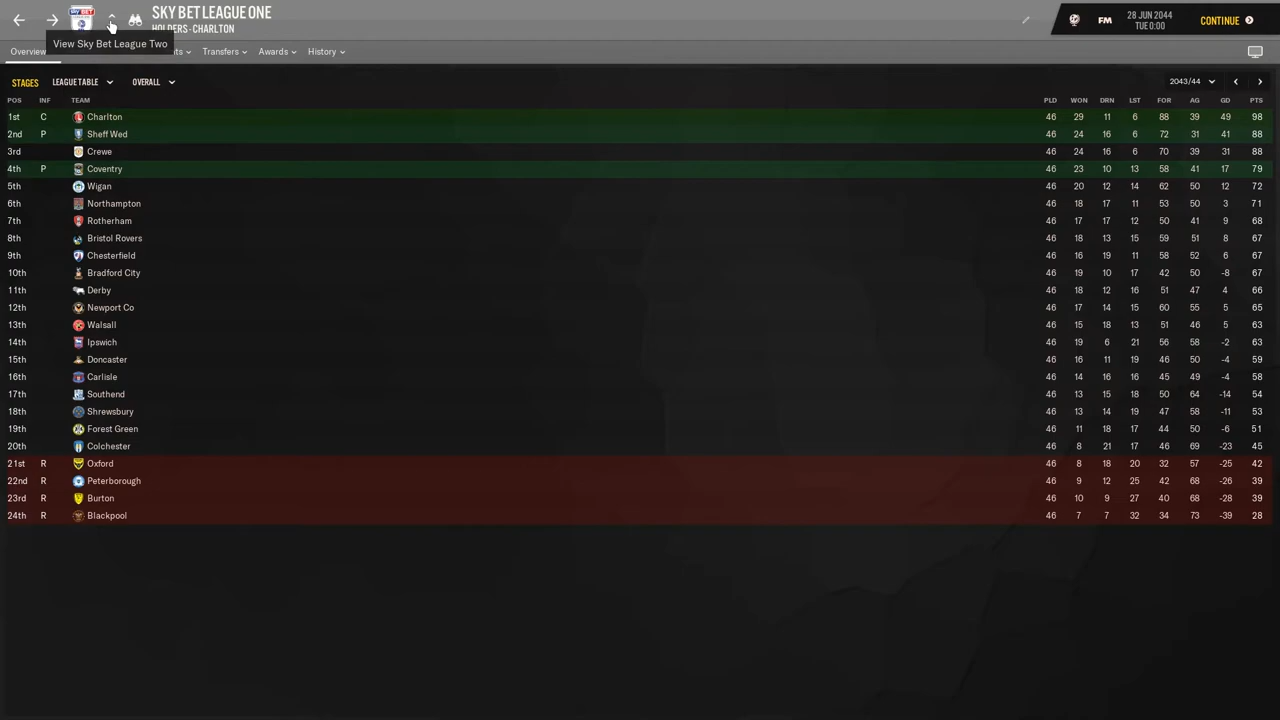 SKY BET LEAGUE ONE
HOLDERS: CHARLTON
28 JUN 2044
TUE 0:00
FM
CONTINUE
View Sky Bet League Two
Overview Transfers Awards History
STAGES LEAGUE TABLE OVERALL 2043/44
POS INF TEAM PLD WON DRN LST FOR AG GD PTS
1st C Charlton 46 29 11 6 88 39 49 98
2nd P Sheff Wed 46 24 16 6 72 31 41 88
3rd Crewe 46 24 16 6 70 39 31 88
4th P Coventry 46 23 10 13 58 41 17 79
5th Wigan 46 20 12 14 62 50 12 72
6th Northampton 46 18 17 11 53 50 3 71
7th Rotherham 46 17 17 12 50 41 9 68
8th Bristol Rovers 46 18 13 15 59 51 8 67
9th Chesterfield 46 16 19 11 58 52 6 67
10th Bradford City 46 19 10 17 42 50 -8 67
11th Derby 46 18 12 16 51 47 4 66
12th Newport Co 46 17 14 15 60 55 5 65
13th Walsall 46 15 18 13 51 46 5 63
14th Ipswich 46 19 6 21 56 58 -2 63
15th Doncaster 46 16 11 19 46 50 -4 59
16th Carlisle 46 14 16 16 45 49 -4 58
17th Southend 46 13 15 18 50 64 -14 54
18th Shrewsbury 46 13 14 19 47 58 -11 53
19th Forest Green 46 11 18 17 44 50 -6 51
20th Colchester 46 8 21 17 46 69 -23 45
21st R Oxford 46 8 18 20 32 57 -25 42
22nd R Peterborough 46 9 12 25 42 68 -26 39
23rd R Burton 46 10 9 27 40 68 -28 39
24th R Blackpool 46 7 7 32 34 73 -39 28